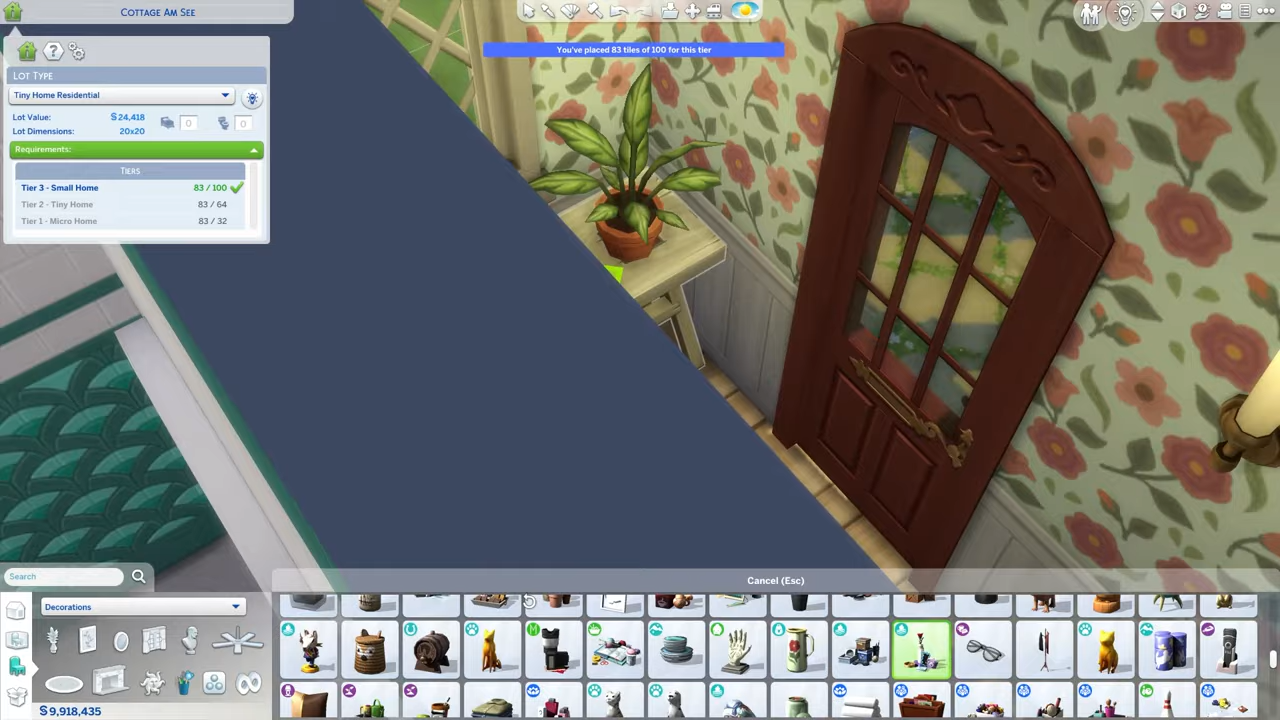 Cottage Am See
You've placed 83 tiles of 100 for this tier
Lot Type
Tiny Home Residential
Lot Value: §24,418 0 0
Lot Dimensions: 20x20
Requirements:
Tiers
Tier 3 - Small Home 83 / 100
Tier 2 - Tiny Home 83 / 64
Tier 1 - Micro Home 83 / 32
Cancel (Esc)
Search
Decorations
§9,918,435